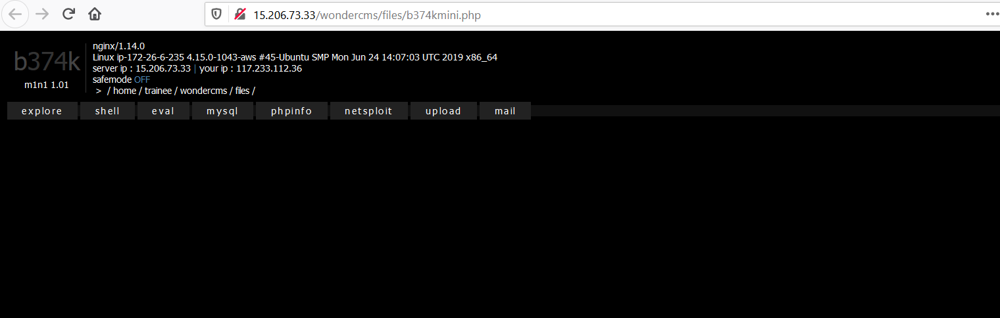 15.206.73.33/wondercms/files/b374kmini.php
b374k
m1n1 1.01
nginx/1.14.0
Linux ip-172-26-6-235 4.15.0-1043-aws #45-Ubuntu SMP Mon Jun 24 14:07:03 UTC 2019 x86_64
server ip : 15.206.73.33 | your ip : 117.233.112.36
safemode OFF
> / home / trainee / wondercms / files /
explore shell eval mysql phpinfo netsploit upload mail